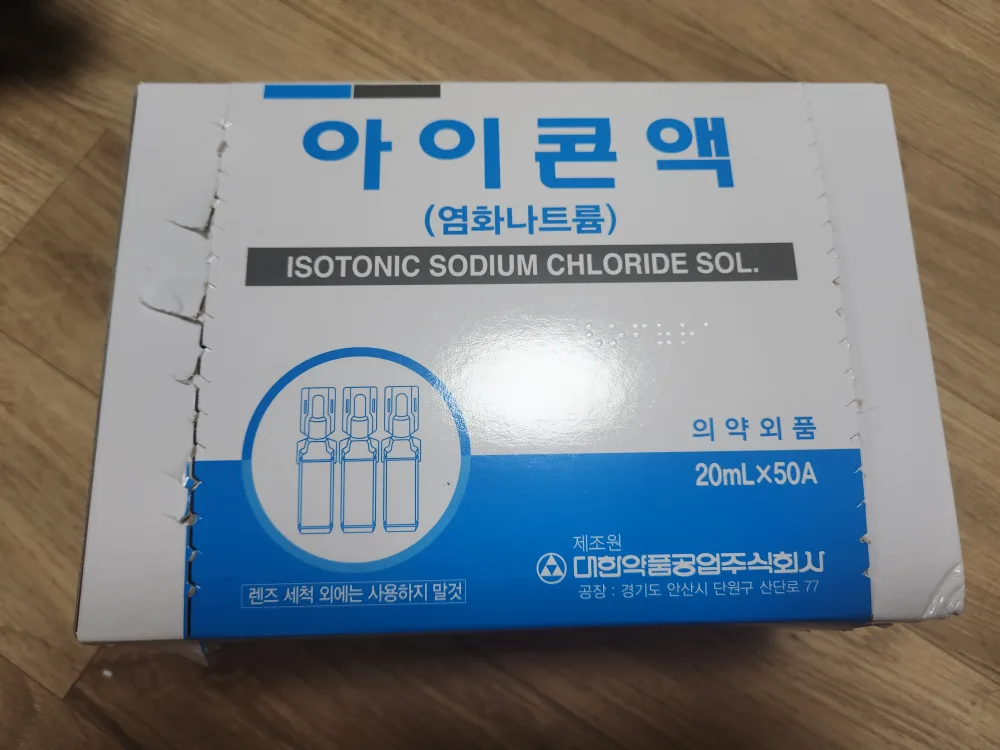 아이콘액
(염화나트륨)
ISOTONIC SODIUM CHLORIDE SOL.
의약외품
20mL×50A
제조원
대한약품공업주식회사
공장 : 경기도 안산시 단원구 산단로 77
렌즈 세척 외에는 사용하지 말것